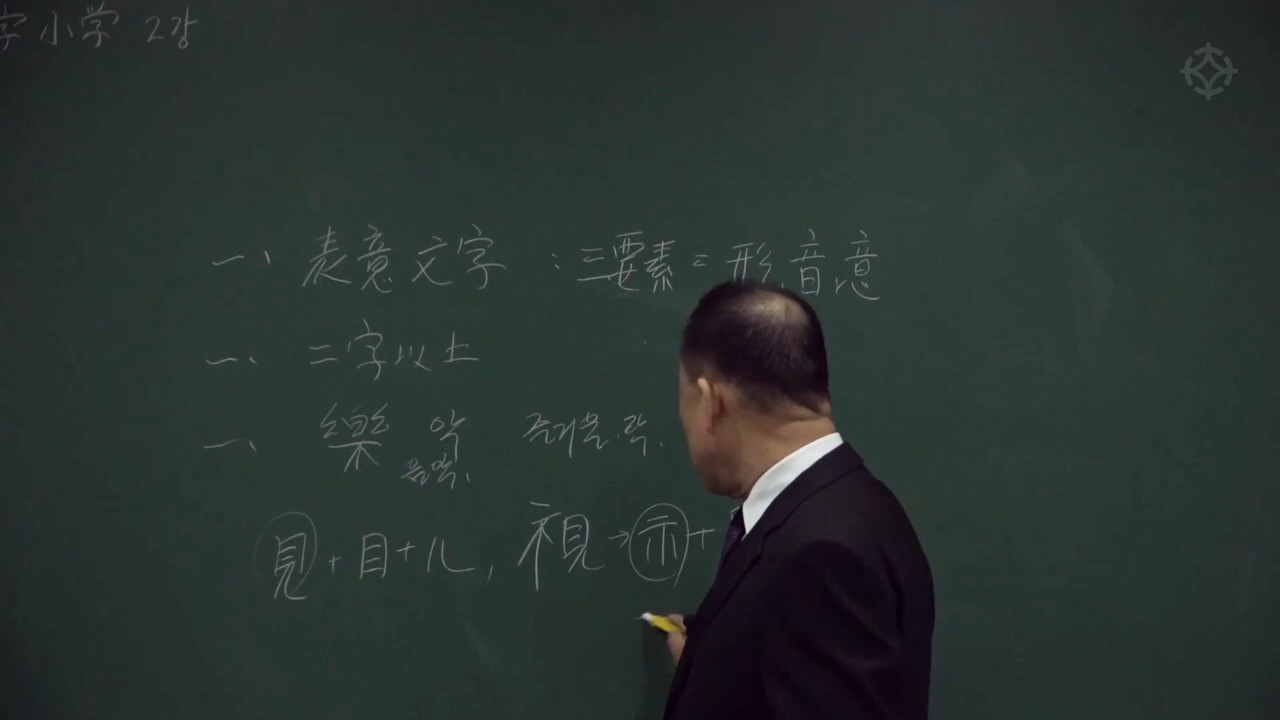 字小学 2강
一、 表意文字 : 三要素 = 形, 音, 意
一、 二字以上
一、 樂 악 즐거울 락.
음악.
見 + 目 + 儿, 視 → 示 +